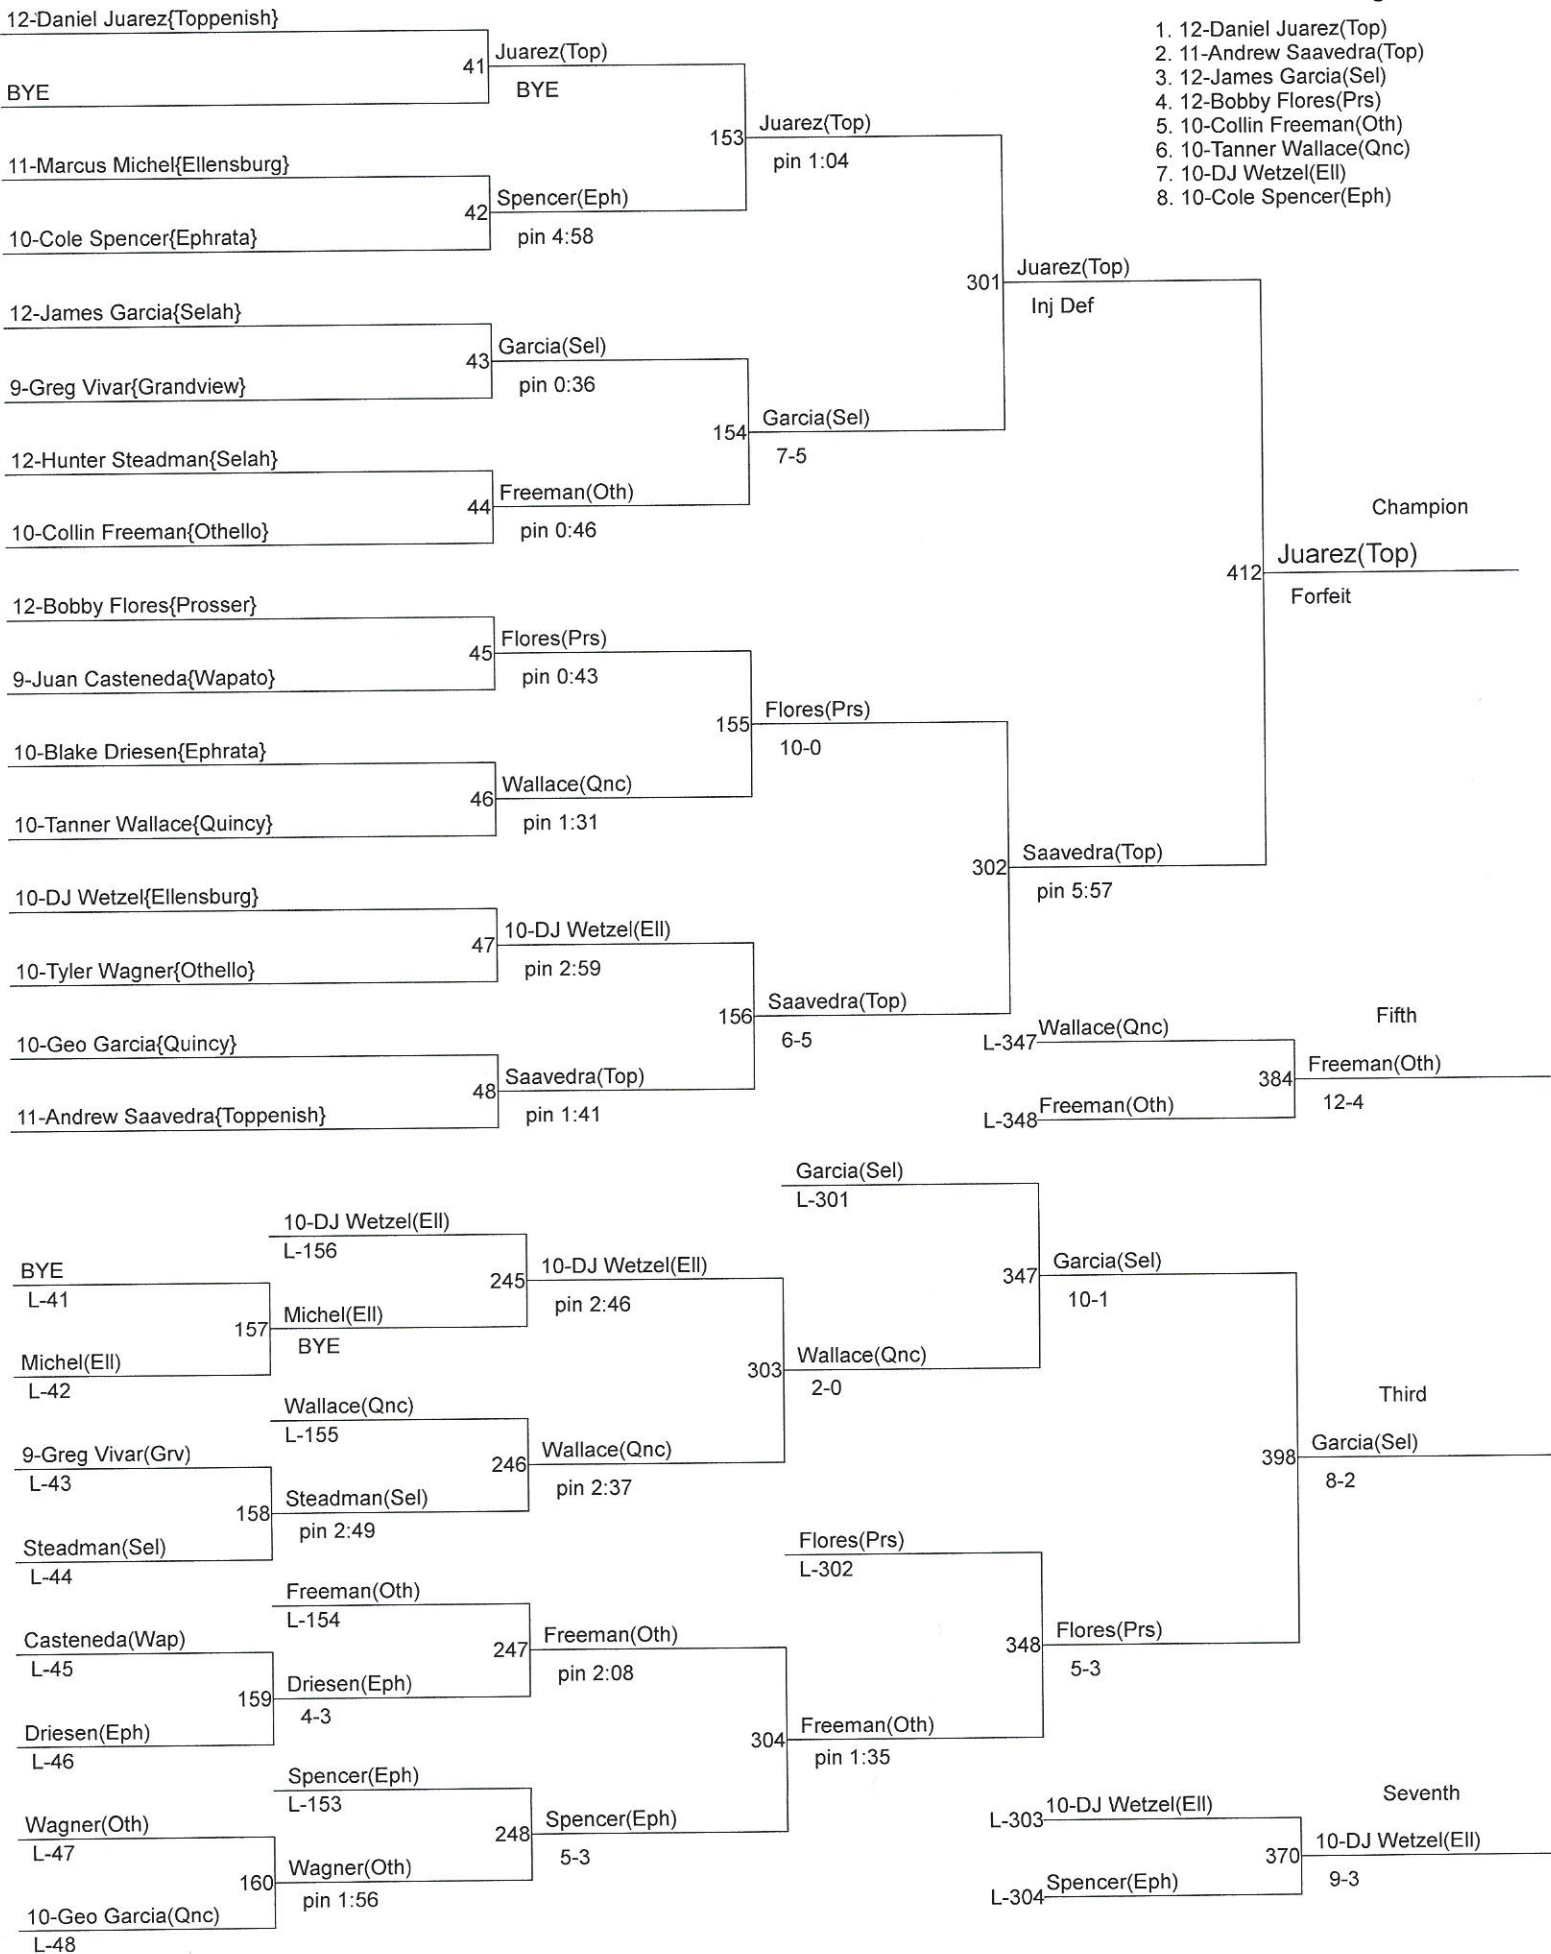 12-Daniel Juarez{Toppenish}
BYE
41
Juarez(Top)
BYE
11-Marcus Michel{Ellensburg}
10-Cole Spencer{Ephrata}
42
Spencer(Eph)
pin 4:58
153
Juarez(Top)
pin 1:04
12-James Garcia{Selah}
9-Greg Vivar{Grandview}
43
Garcia(Sel)
pin 0:36
12-Hunter Steadman{Selah}
10-Collin Freeman{Othello}
44
Freeman(Oth)
pin 0:46
154
Garcia(Sel)
7-5
301
Juarez(Top)
Inj Def
12-Bobby Flores{Prosser}
9-Juan Casteneda{Wapato}
45
Flores(Prs)
pin 0:43
10-Blake Driesen{Ephrata}
10-Tanner Wallace{Quincy}
46
Wallace(Qnc)
pin 1:31
155
Flores(Prs)
10-0
10-DJ Wetzel{Ellensburg}
10-Tyler Wagner{Othello}
47
10-DJ Wetzel(Ell)
pin 2:59
10-Geo Garcia{Quincy}
11-Andrew Saavedra{Toppenish}
48
Saavedra(Top)
pin 1:41
156
Saavedra(Top)
6-5
302
Saavedra(Top)
pin 5:57
Champion
412
Juarez(Top)
Forfeit
1. 12-Daniel Juarez(Top)
2. 11-Andrew Saavedra(Top)
3. 12-James Garcia(Sel)
4. 12-Bobby Flores(Prs)
5. 10-Collin Freeman(Oth)
6. 10-Tanner Wallace(Qnc)
7. 10-DJ Wetzel(Ell)
8. 10-Cole Spencer(Eph)
Fifth
L-347
Wallace(Qnc)
L-348
Freeman(Oth)
384
Freeman(Oth)
12-4
BYE
L-41
Michel(Ell)
L-42
157
10-DJ Wetzel(Ell)
L-156
Michel(Ell)
BYE
245
10-DJ Wetzel(Ell)
pin 2:46
9-Greg Vivar(Grv)
L-43
Steadman(Sel)
L-44
158
Wallace(Qnc)
L-155
Steadman(Sel)
pin 2:49
246
Wallace(Qnc)
pin 2:37
303
Garcia(Sel)
L-301
Wallace(Qnc)
2-0
347
Garcia(Sel)
10-1
Casteneda(Wap)
L-45
Driesen(Eph)
L-46
159
Freeman(Oth)
L-154
Driesen(Eph)
4-3
247
Freeman(Oth)
pin 2:08
Wagner(Oth)
L-47
10-Geo Garcia(Qnc)
L-48
160
Spencer(Eph)
L-153
Wagner(Oth)
pin 1:56
248
Spencer(Eph)
5-3
304
Flores(Prs)
L-302
Freeman(Oth)
pin 1:35
348
Flores(Prs)
5-3
Third
398
Garcia(Sel)
8-2
Seventh
L-303
10-DJ Wetzel(Ell)
L-304
Spencer(Eph)
370
10-DJ Wetzel(Ell)
9-3